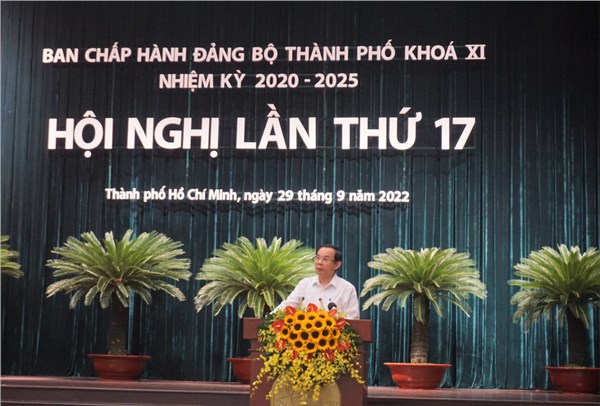 BAN CHẤP HÀNH ĐẢNG BỘ THÀNH PHỐ KHOÁ XI
NHIỆM KỲ 2020 - 2025
HỘI NGHỊ LẦN THỨ 17
Thành phố Hồ Chí Minh, ngày 29 tháng 9 năm 2022